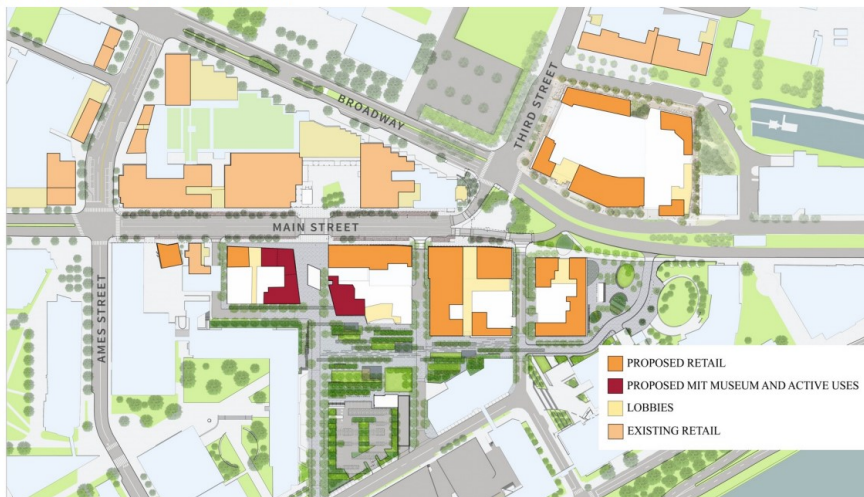 BROADWAY
THIRD STREET
MAIN STREET
AMES STREET
PROPOSED RETAIL
PROPOSED MIT MUSEUM AND ACTIVE USES
LOBBIES
EXISTING RETAIL